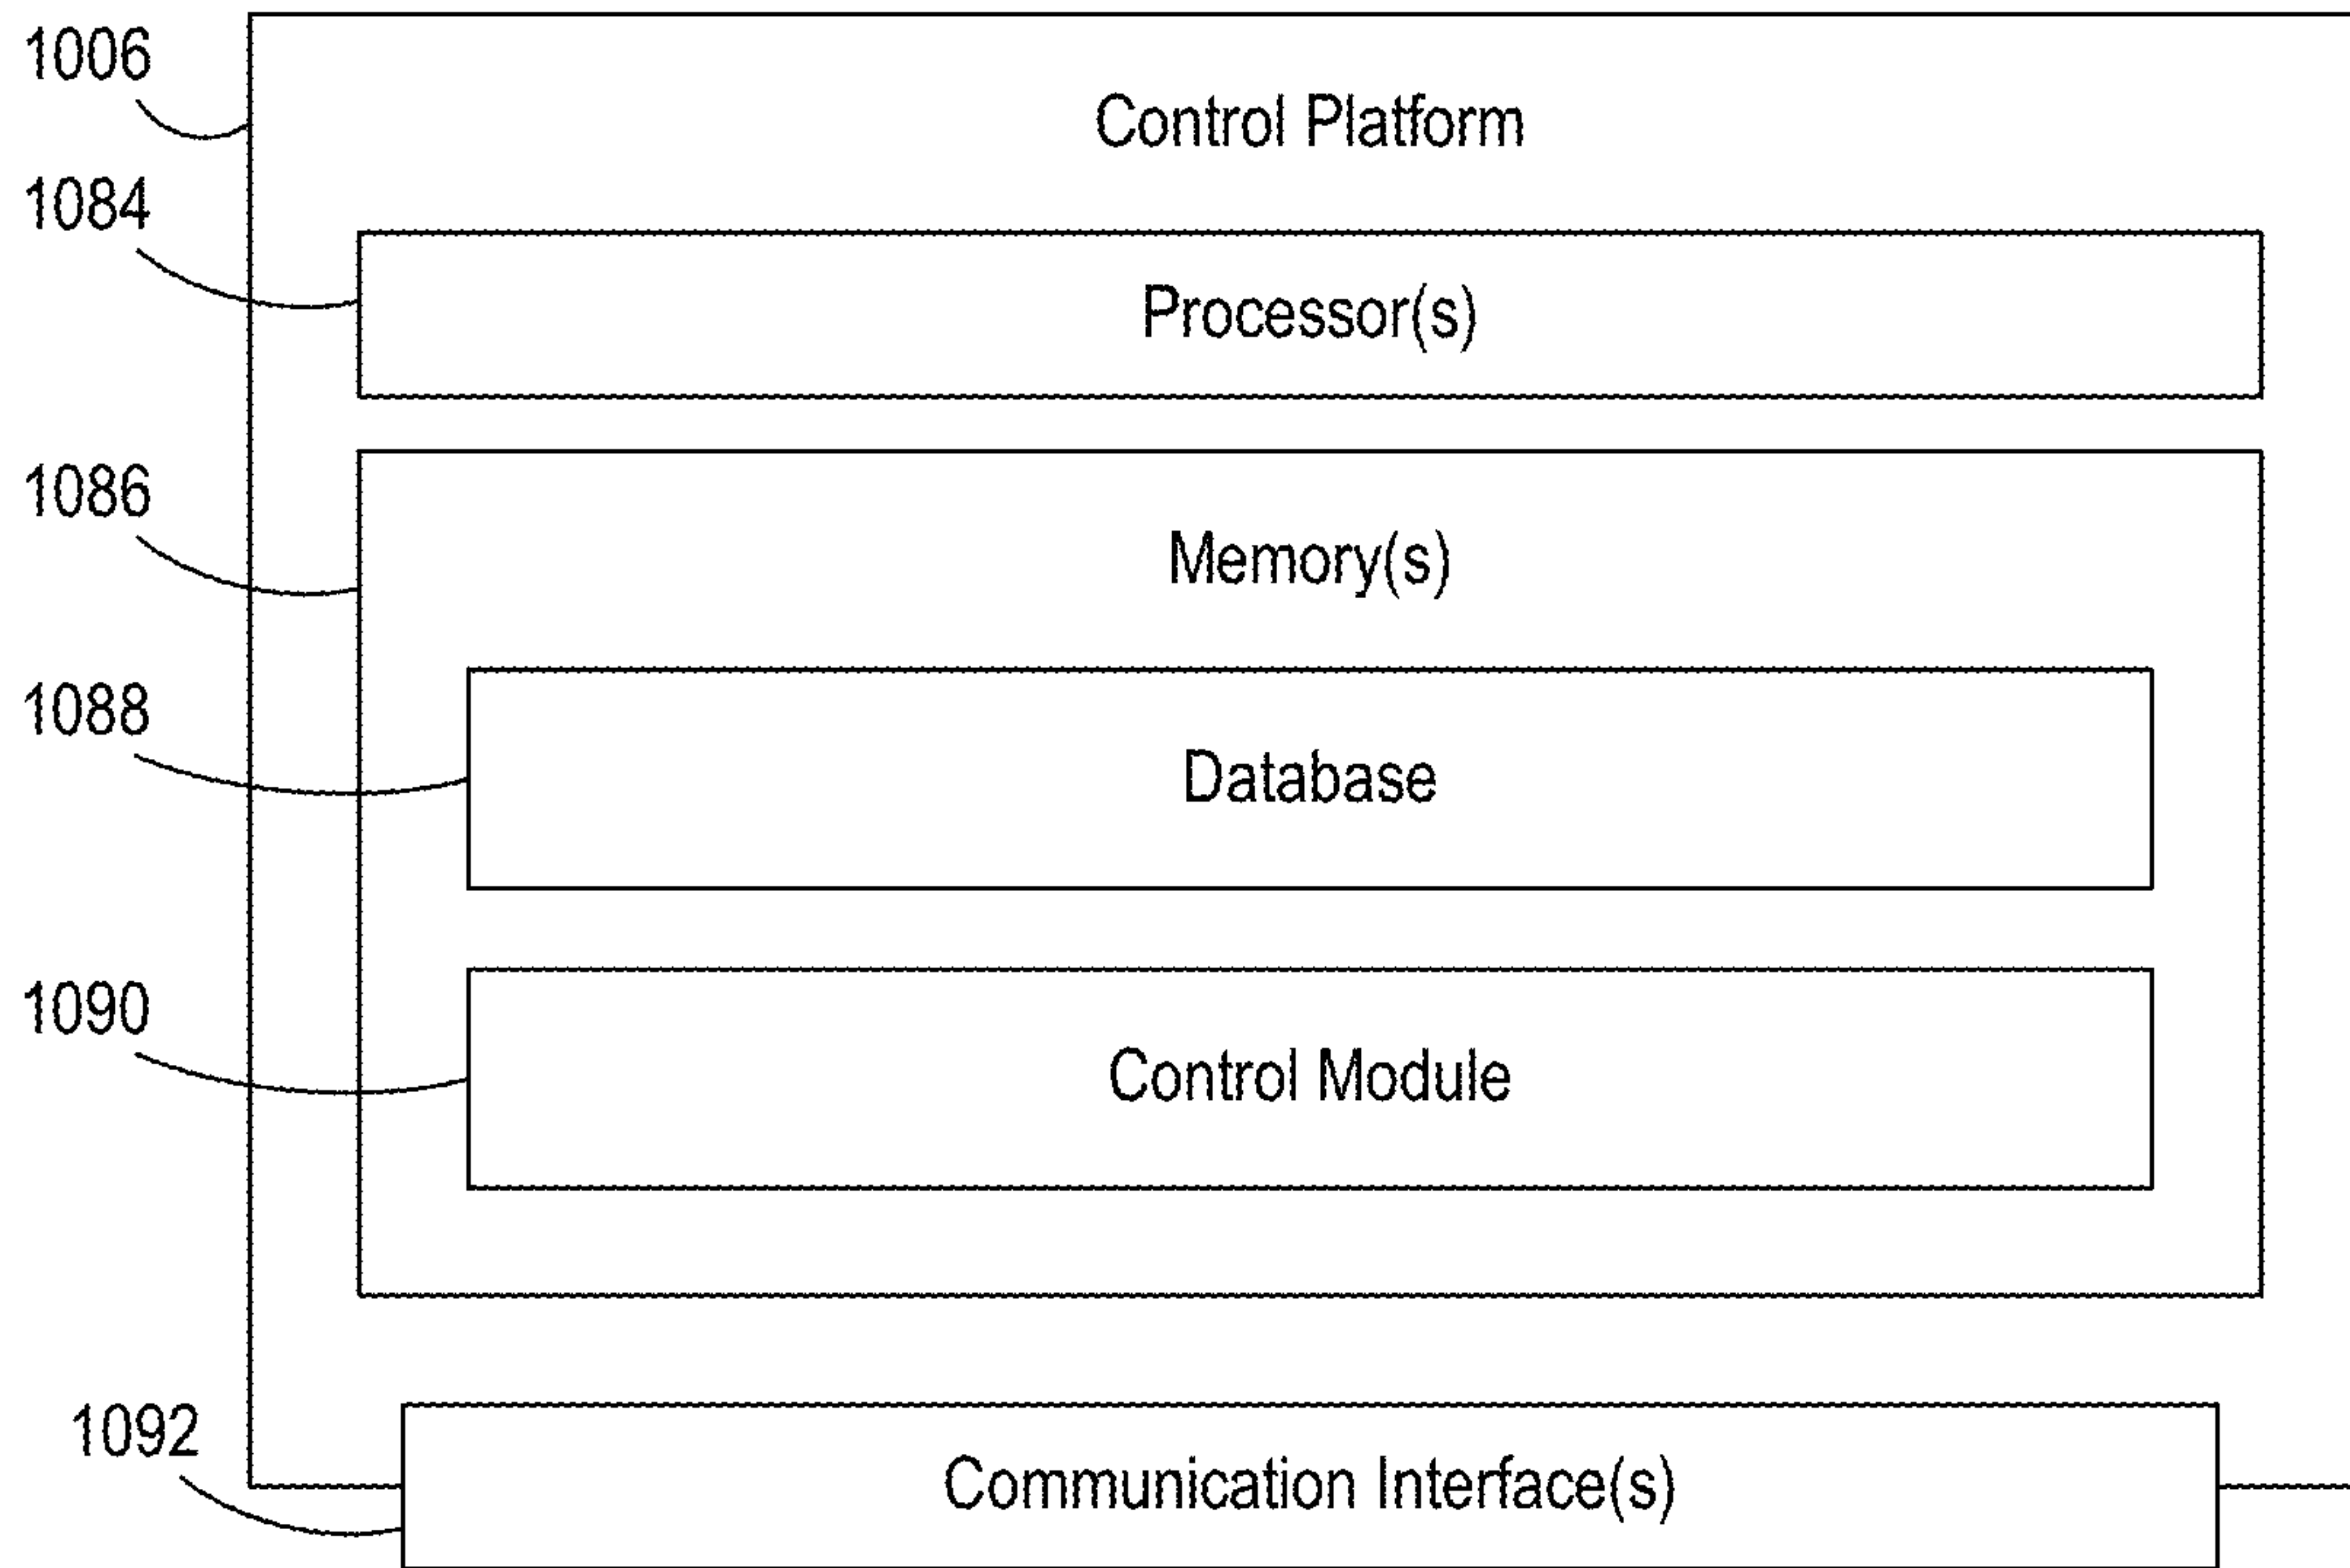 1006
Control Platform
1084
Processor(s)
1086
Memory(s)
1088
Database
1090
Control Module
1092
Communication Interface(s)